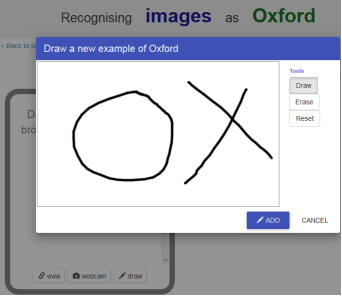 Recognising images as Oxford
< Back to p
Draw a new example of Oxford
Tools
Draw
Erase
Reset
OX
D
bro
ADD CANCEL
www webcam draw